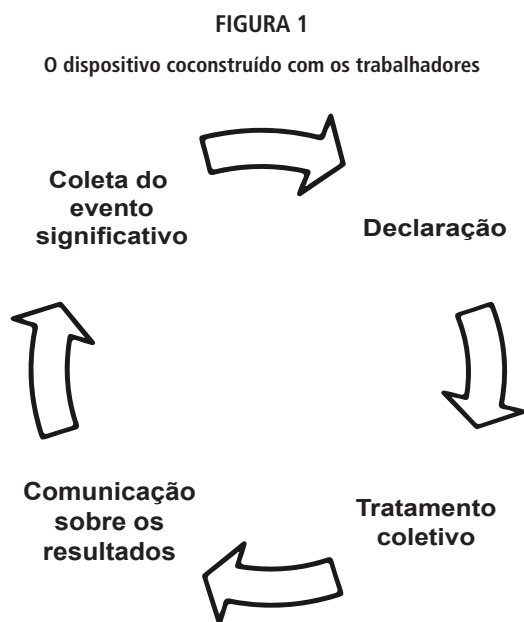 FIGURA 1
O dispositivo coconstruído com os trabalhadores
Coleta do
evento
significativo
Declaração
Tratamento
coletivo
Comunicação
sobre os
resultados